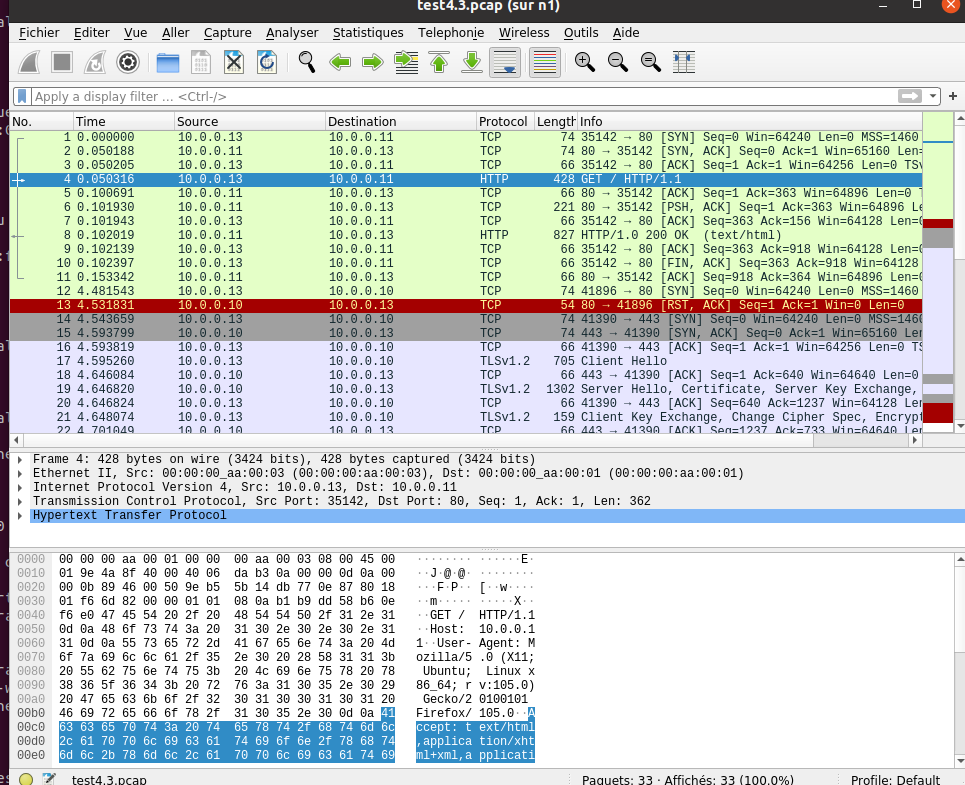 test4.3.pcap (sur n1)
Fichier Editer Vue Aller Capture Analyser Statistiques Telephonie Wireless Outils Aide
Apply a display filter ... <Ctrl-/>
No. Time Source Destination Protocol Length Info
1 0.000000 10.0.0.13 10.0.0.11 TCP 74 35142 → 80 [SYN] Seq=0 Win=64240 Len=0 MSS=1460
2 0.050188 10.0.0.11 10.0.0.13 TCP 74 80 → 35142 [SYN, ACK] Seq=0 Ack=1 Win=65160 Len=
3 0.050205 10.0.0.13 10.0.0.11 TCP 66 35142 → 80 [ACK] Seq=1 Ack=1 Win=64256 Len=0 TSv
4 0.050316 10.0.0.13 10.0.0.11 HTTP 428 GET / HTTP/1.1
5 0.100691 10.0.0.11 10.0.0.13 TCP 66 80 → 35142 [ACK] Seq=1 Ack=363 Win=64896 Len=0
6 0.101930 10.0.0.11 10.0.0.13 TCP 221 80 → 35142 [PSH, ACK] Seq=1 Ack=363 Win=64896 Le
7 0.101943 10.0.0.13 10.0.0.11 TCP 66 35142 → 80 [ACK] Seq=363 Ack=156 Win=64128 Len=0
8 0.102019 10.0.0.11 10.0.0.13 HTTP 827 HTTP/1.0 200 OK (text/html)
9 0.102139 10.0.0.13 10.0.0.11 TCP 66 35142 → 80 [ACK] Seq=363 Ack=918 Win=64128 Len=0
10 0.102397 10.0.0.13 10.0.0.11 TCP 66 35142 → 80 [FIN, ACK] Seq=363 Ack=918 Win=64128
11 0.153342 10.0.0.11 10.0.0.13 TCP 66 80 → 35142 [ACK] Seq=918 Ack=364 Win=64896 Len=0
12 4.481543 10.0.0.13 10.0.0.10 TCP 74 41896 → 80 [SYN] Seq=0 Win=64240 Len=0 MSS=1460
13 4.531831 10.0.0.10 10.0.0.13 TCP 54 80 → 41896 [RST, ACK] Seq=1 Ack=1 Win=0 Len=0
14 4.543659 10.0.0.13 10.0.0.10 TCP 74 41390 → 443 [SYN] Seq=0 Win=64240 Len=0 MSS=1460
15 4.593799 10.0.0.10 10.0.0.13 TCP 74 443 → 41390 [SYN, ACK] Seq=0 Ack=1 Win=65160 Len
16 4.593819 10.0.0.13 10.0.0.10 TCP 66 41390 → 443 [ACK] Seq=1 Ack=1 Win=64256 Len=0 TS
17 4.595260 10.0.0.13 10.0.0.10 TLSv1.2 705 Client Hello
18 4.646084 10.0.0.10 10.0.0.13 TCP 66 443 → 41390 [ACK] Seq=1 Ack=640 Win=64640 Len=0
19 4.646820 10.0.0.10 10.0.0.13 TLSv1.2 1302 Server Hello, Certificate, Server Key Exchange,
20 4.646824 10.0.0.13 10.0.0.10 TCP 66 41390 → 443 [ACK] Seq=640 Ack=1237 Win=64128 Len
21 4.648074 10.0.0.13 10.0.0.10 TLSv1.2 159 Client Key Exchange, Change Cipher Spec, Encrypt
22 4.701049 10.0.0.10 10.0.0.13 TCP 66 443 → 41390 [ACK] Seq=1237 Ack=733 Win=64640 Len
Frame 4: 428 bytes on wire (3424 bits), 428 bytes captured (3424 bits)
Ethernet II, Src: 00:00:00_aa:00:03 (00:00:00:aa:00:03), Dst: 00:00:00_aa:00:01 (00:00:00:aa:00:01)
Internet Protocol Version 4, Src: 10.0.0.13, Dst: 10.0.0.11
Transmission Control Protocol, Src Port: 35142, Dst Port: 80, Seq: 1, Ack: 1, Len: 362
Hypertext Transfer Protocol
0000 00 00 00 aa 00 01 00 00 00 aa 00 03 08 00 45 00 ········ ······E·
0010 01 9e 4a 8f 40 00 40 06 da b3 0a 00 00 0d 0a 00 ··J·@·@· ········
0020 00 0b 89 46 00 50 9e b5 5b 14 db 77 0e 87 80 18 ···F·P·· [··w····
0030 01 f6 6d 82 00 00 01 01 08 0a b1 b9 dd 58 b6 0e ··m····· ·····X··
0040 f6 e0 47 45 54 20 2f 20 48 54 54 50 2f 31 2e 31 ··GET / HTTP/1.1
0050 0d 0a 48 6f 73 74 3a 20 31 30 2e 30 2e 30 2e 31 ··Host: 10.0.0.1
0060 31 0d 0a 55 73 65 72 2d 41 67 65 6e 74 3a 20 4d 1··User- Agent: M
0070 6f 7a 69 6c 6c 61 2f 35 2e 30 20 28 58 31 31 3b ozilla/5 .0 (X11;
0080 20 55 62 75 6e 74 75 3b 20 4c 69 6e 75 78 20 78 Ubuntu; Linux x
0090 38 36 5f 36 34 3b 20 72 76 3a 31 30 35 2e 30 29 86_64; r v:105.0)
00a0 20 47 65 63 6b 6f 2f 32 30 31 30 30 31 30 31 20 Gecko/2 0100101
00b0 46 69 72 65 66 6f 78 2f 31 30 35 2e 30 0d 0a 41 Firefox/ 105.0··A
00c0 63 63 65 70 74 3a 20 74 65 78 74 2f 68 74 6d 6c ccept: t ext/html
00d0 2c 61 70 70 6c 69 63 61 74 69 6f 6e 2f 78 68 74 ,applica tion/xht
00e0 6d 6c 2b 78 6d 6c 2c 61 70 70 6c 69 63 61 74 69 ml+xml,a pplicati
test4.3.pcap Paquets: 33 · Affichés: 33 (100.0%) Profile: Default